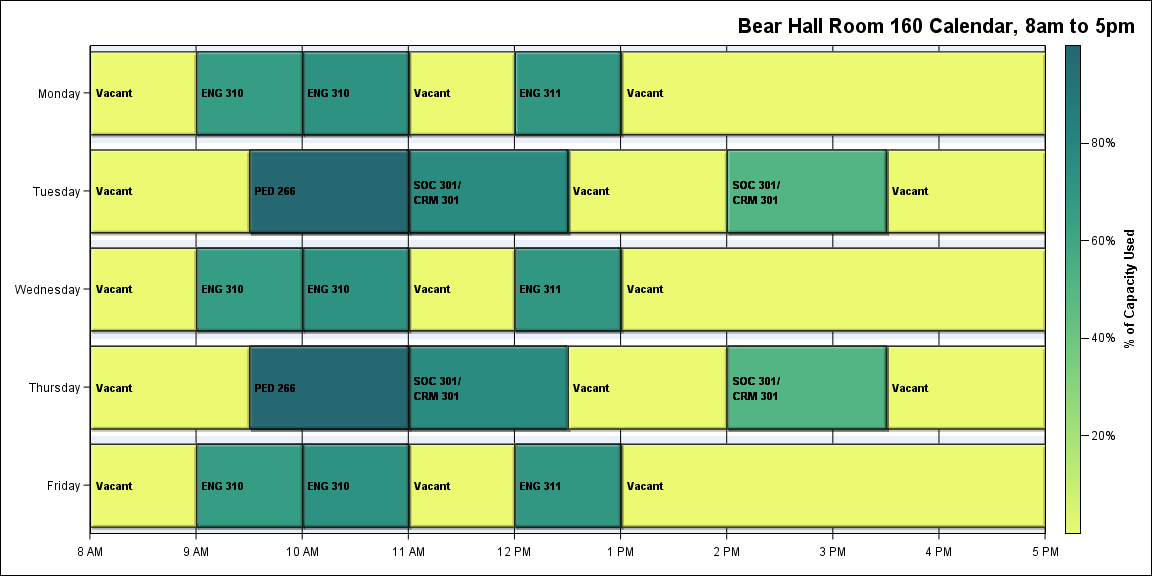 Bear Hall Room 160 Calendar, 8am to 5pm
Monday
Vacant
ENG 310
ENG 310
Vacant
ENG 311
Vacant
Tuesday
Vacant
PED 266
SOC 301/
CRM 301
Vacant
SOC 301/
CRM 301
Vacant
Wednesday
Vacant
ENG 310
ENG 310
Vacant
ENG 311
Vacant
Thursday
Vacant
PED 266
SOC 301/
CRM 301
Vacant
SOC 301/
CRM 301
Vacant
Friday
Vacant
ENG 310
ENG 310
Vacant
ENG 311
Vacant
8 AM
9 AM
10 AM
11 AM
12 PM
1 PM
2 PM
3 PM
4 PM
5 PM
80%
60%
40%
20%
% of Capacity Used